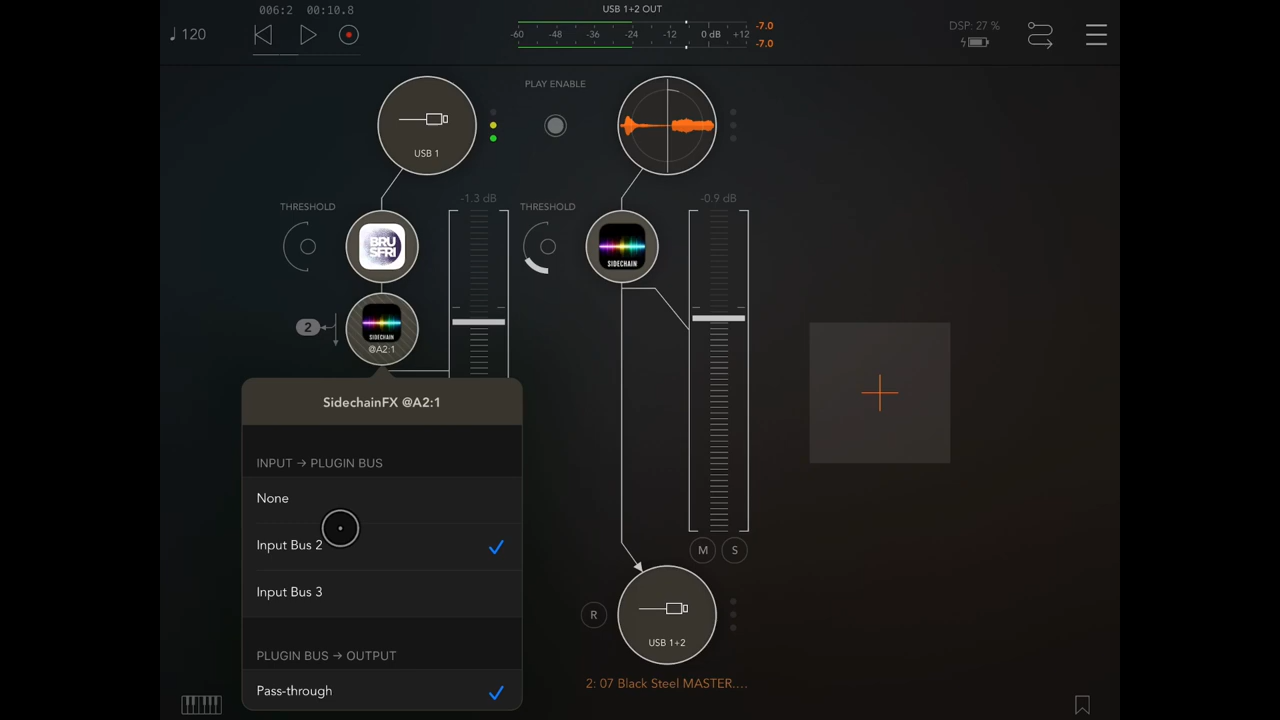 006:2 00:10.8
USB 1+2 OUT
120
-60 -48 -36 -24 -12 0 dB +12
-7.0
-7.0
DSP: 27 %
PLAY ENABLE
USB 1
THRESHOLD
-1.3 dB
THRESHOLD
-0.9 dB
BRU
SFRI
SIDECHAIN
2
SIDECHAIN
@A2:1
SidechainFX @A2:1
INPUT → PLUGIN BUS
None
Input Bus 2
Input Bus 3
PLUGIN BUS → OUTPUT
Pass-through
M S
R
USB 1+2
2: 07 Black Steel MASTER....